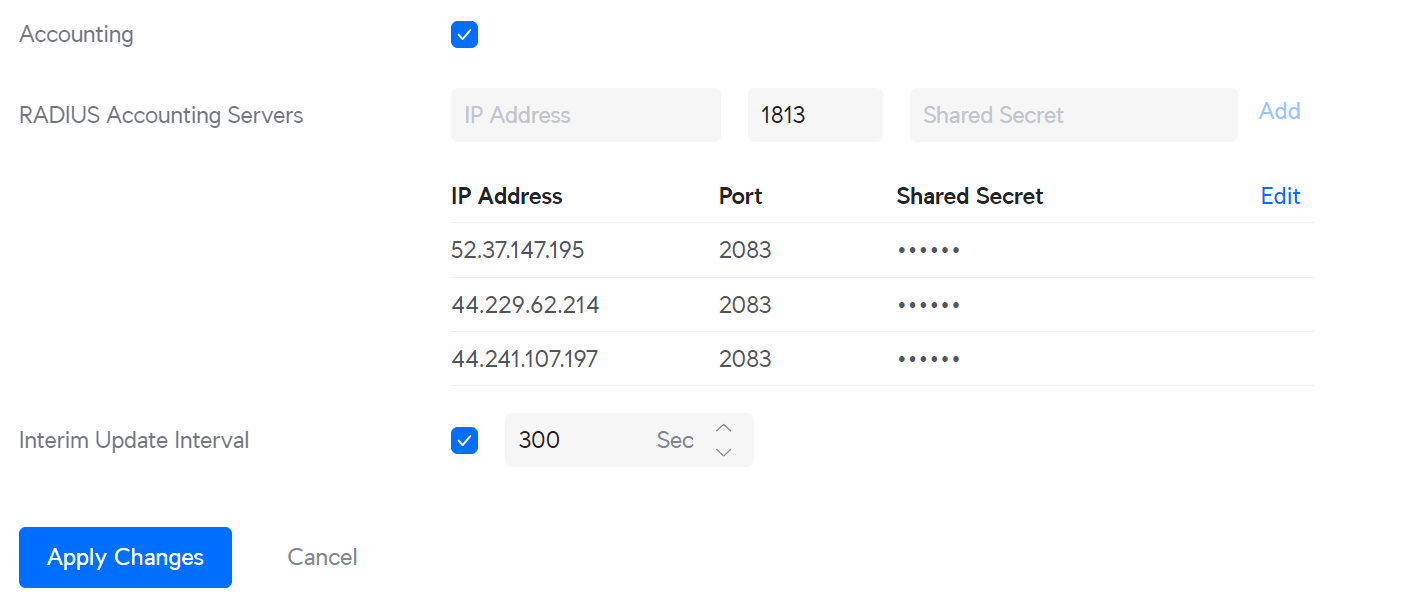 Accounting
RADIUS Accounting Servers IP Address 1813 Shared Secret Add
IP Address Port Shared Secret Edit
52.37.147.195 2083 ••••••
44.229.62.214 2083 ••••••
44.241.107.197 2083 ••••••
Interim Update Interval 300 Sec
Apply Changes Cancel